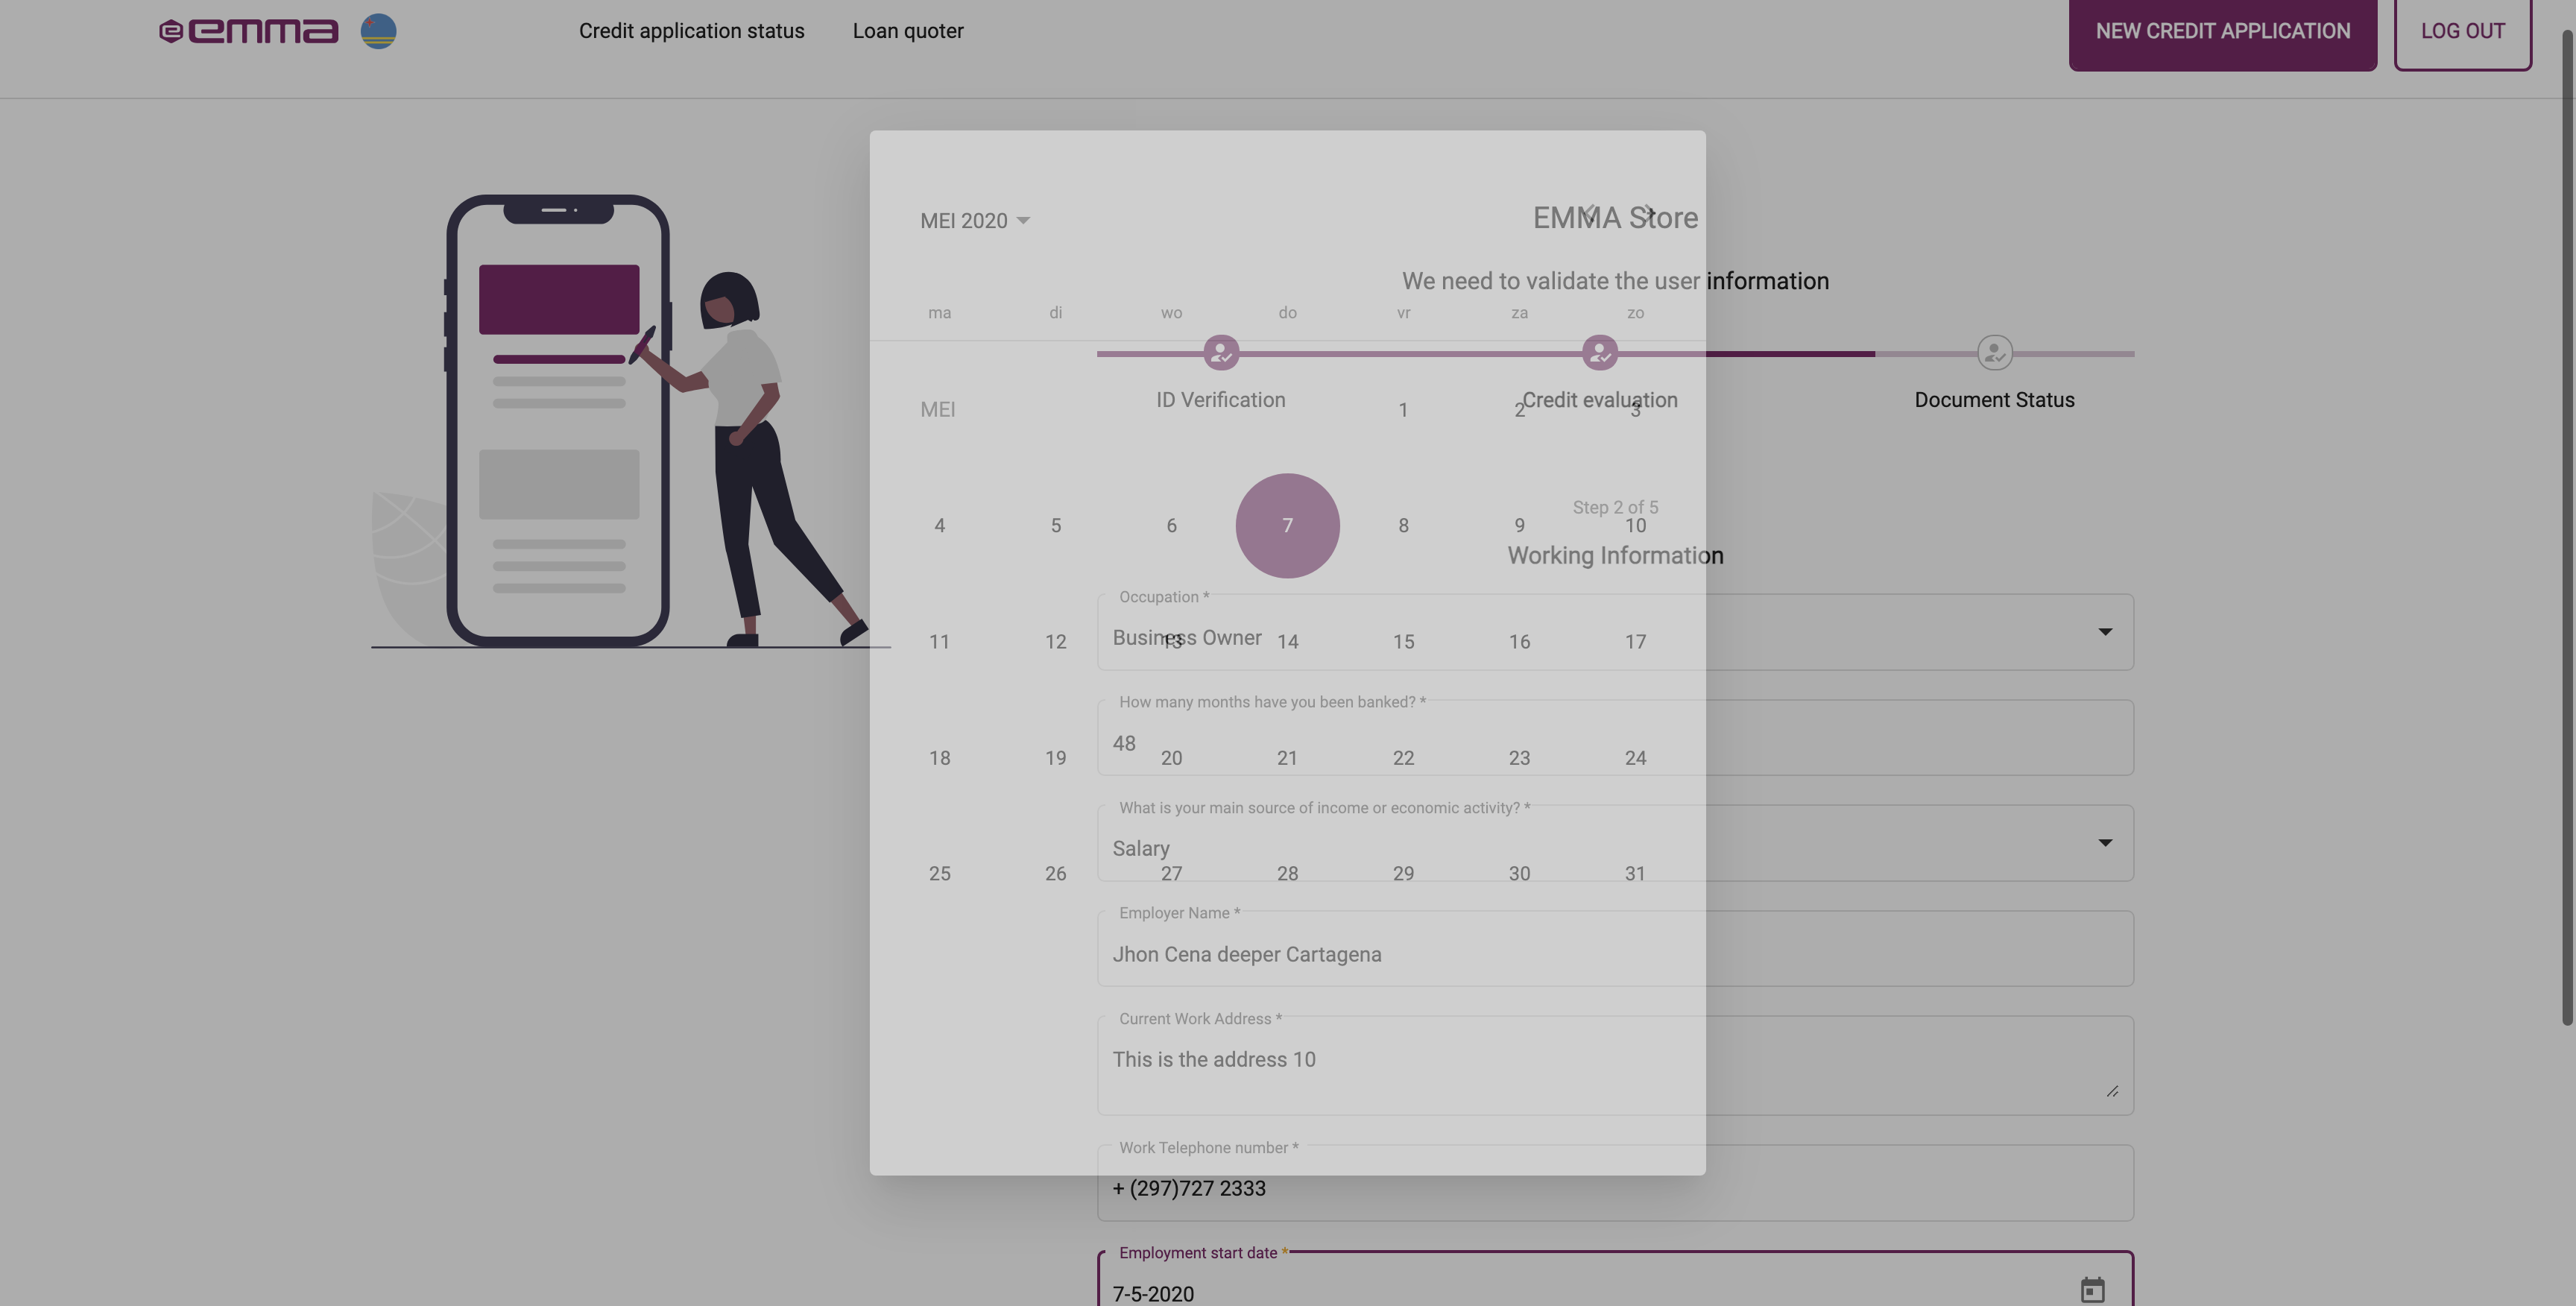 emma
Credit application status
Loan quoter
NEW CREDIT APPLICATION
LOG OUT
MEI 2020
EMMA Store
We need to validate the user information
ma di wo do vr za zo
ID Verification
Credit evaluation
Document Status
MEI 1 2 3
Step 2 of 5
4 5 6 7 8 9 10
Working Information
Occupation *
Business Owner
11 12 13 14 15 16 17
How many months have you been banked? *
48
18 19 20 21 22 23 24
What is your main source of income or economic activity? *
Salary
25 26 27 28 29 30 31
Employer Name *
Jhon Cena deeper Cartagena
Current Work Address *
This is the address 10
Work Telephone number *
+ (297)727 2333
Employment start date *
7-5-2020